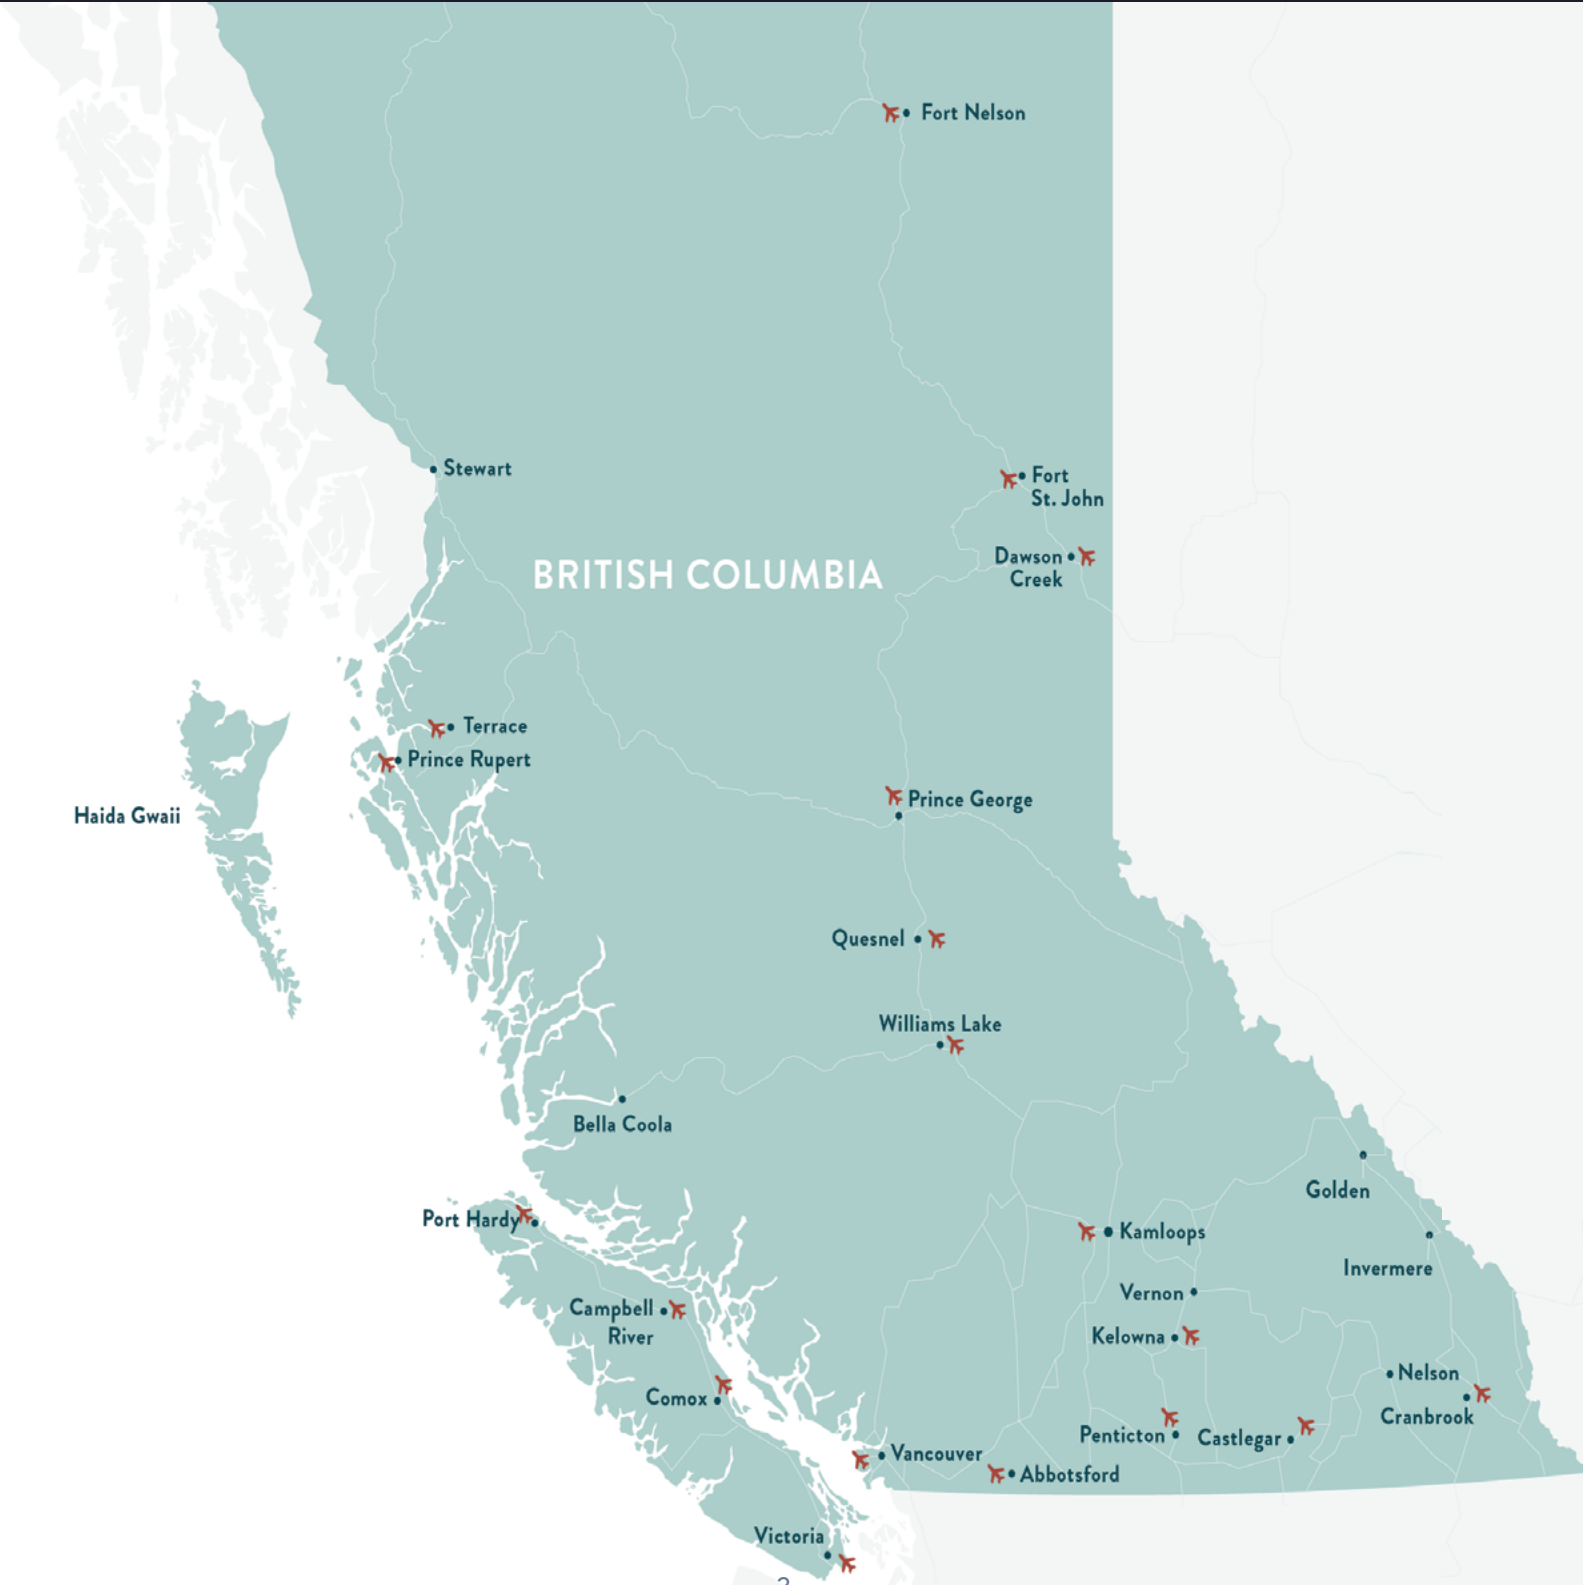 Fort Nelson
Stewart
Fort
St. John
Dawson
Creek
BRITISH COLUMBIA
Terrace
Prince Rupert
Haida Gwaii
Prince George
Quesnel
Williams Lake
Bella Coola
Golden
Port Hardy
Kamloops
Invermere
Vernon
Campbell
River
Kelowna
Nelson
Comox
Cranbrook
Penticton
Castlegar
Vancouver
Abbotsford
Victoria